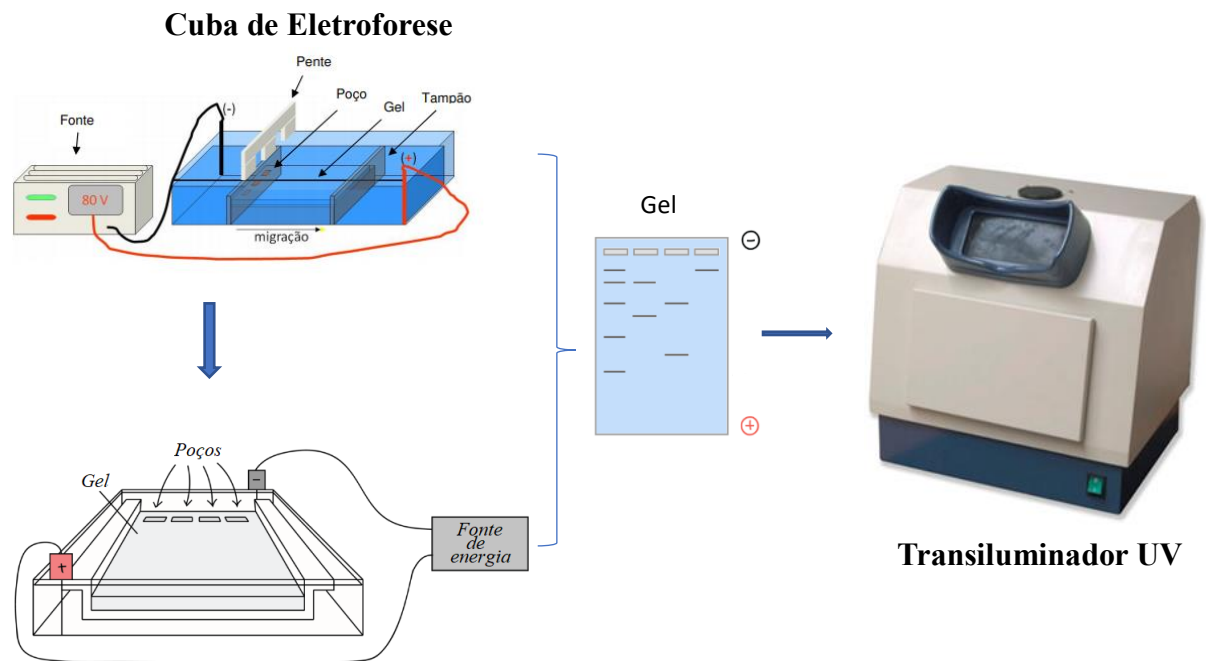 Cuba de Eletroforese
Pente
Poço
Gel
Tampão
Fonte
(-)
(+)
80 V
migração
Gel
−
+
Poços
Gel
−
+
Fonte
de
energia
Transiluminador UV